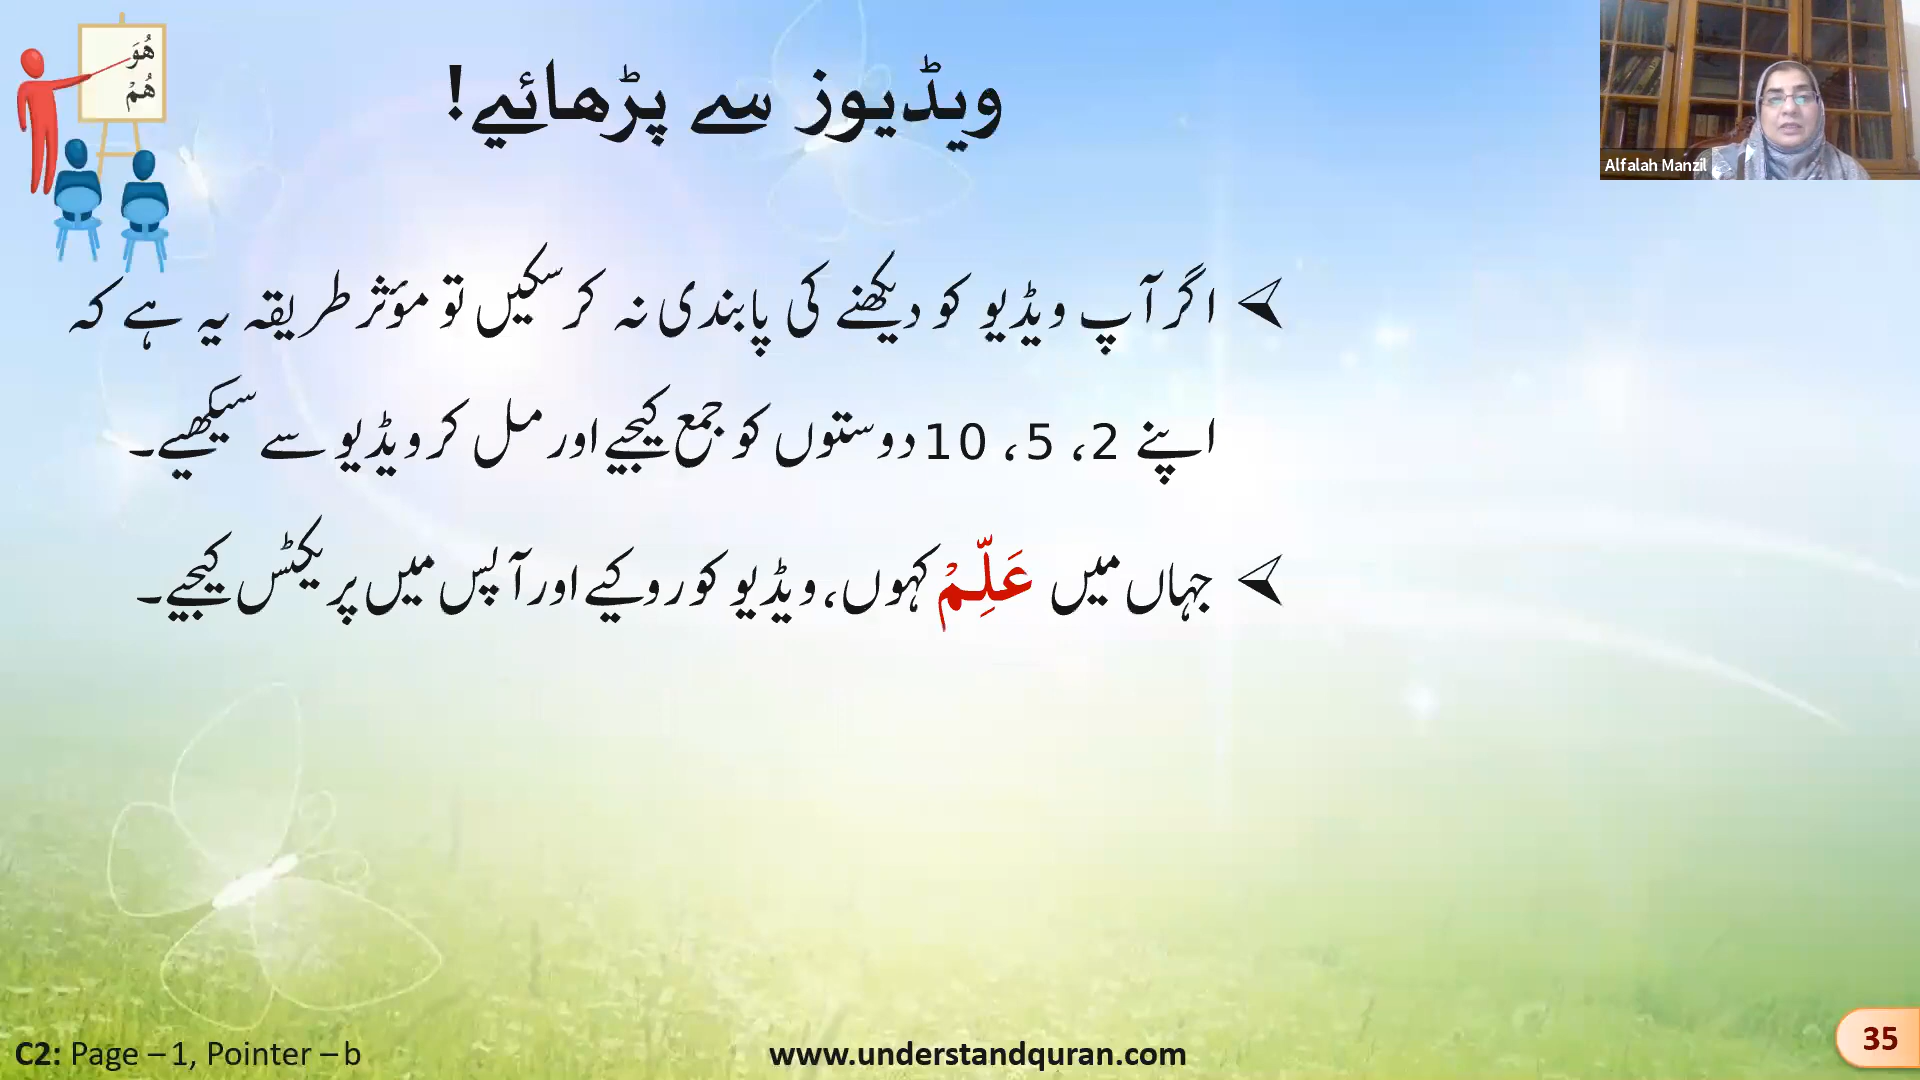 هُوَ
هُمْ
ویڈیوز سے پڑھائیے!
Alfalah Manzil
اگر آپ ویڈیو کو دیکھنے کی پابندی نہ کر سکیں تو مؤثر طریقہ یہ ہے کہ
اپنے 2، 5، 10 دوستوں کو جمع کیجیے اور مل کر ویڈیو سے سیکھیے۔
جہاں میں عَلِّمْ کہوں، ویڈیو کو روکیے اور آپس میں پریکٹس کیجیے۔
C2: Page – 1, Pointer – b
www.understandquran.com
35